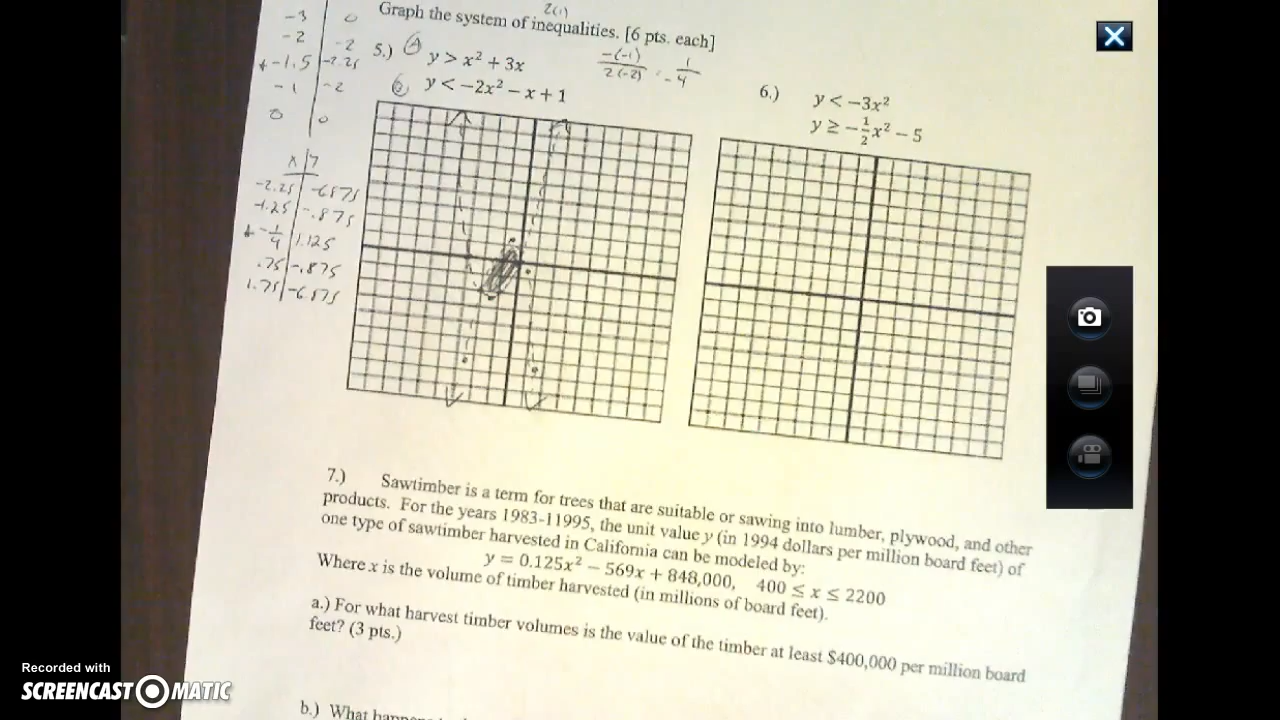 2(1)
Graph the system of inequalities. [6 pts. each]
-3 0
-2 -2
* -1.5 -2.25
-1 -2
0 0
5.) A y > x² + 3x
B y < −2x² − x + 1
-(-1)
2(-2) = - 1/4
6.) y < −3x²
y ≥ −1/2x² − 5
x y
-2.25 -6.875
-1.25 -.875
* -1/4 1.125
.75 -.875
1.75 -6.875
7.) Sawtimber is a term for trees that are suitable or sawing into lumber, plywood, and other
products. For the years 1983-11995, the unit value y (in 1994 dollars per million board feet) of
one type of sawtimber harvested in California can be modeled by:
y = 0.125x² − 569x + 848,000, 400 ≤ x ≤ 2200
Where x is the volume of timber harvested (in millions of board feet).
a.) For what harvest timber volumes is the value of the timber at least $400,000 per million board
feet? (3 pts.)
b.) What
Recorded with
SCREENCAST-O-MATIC